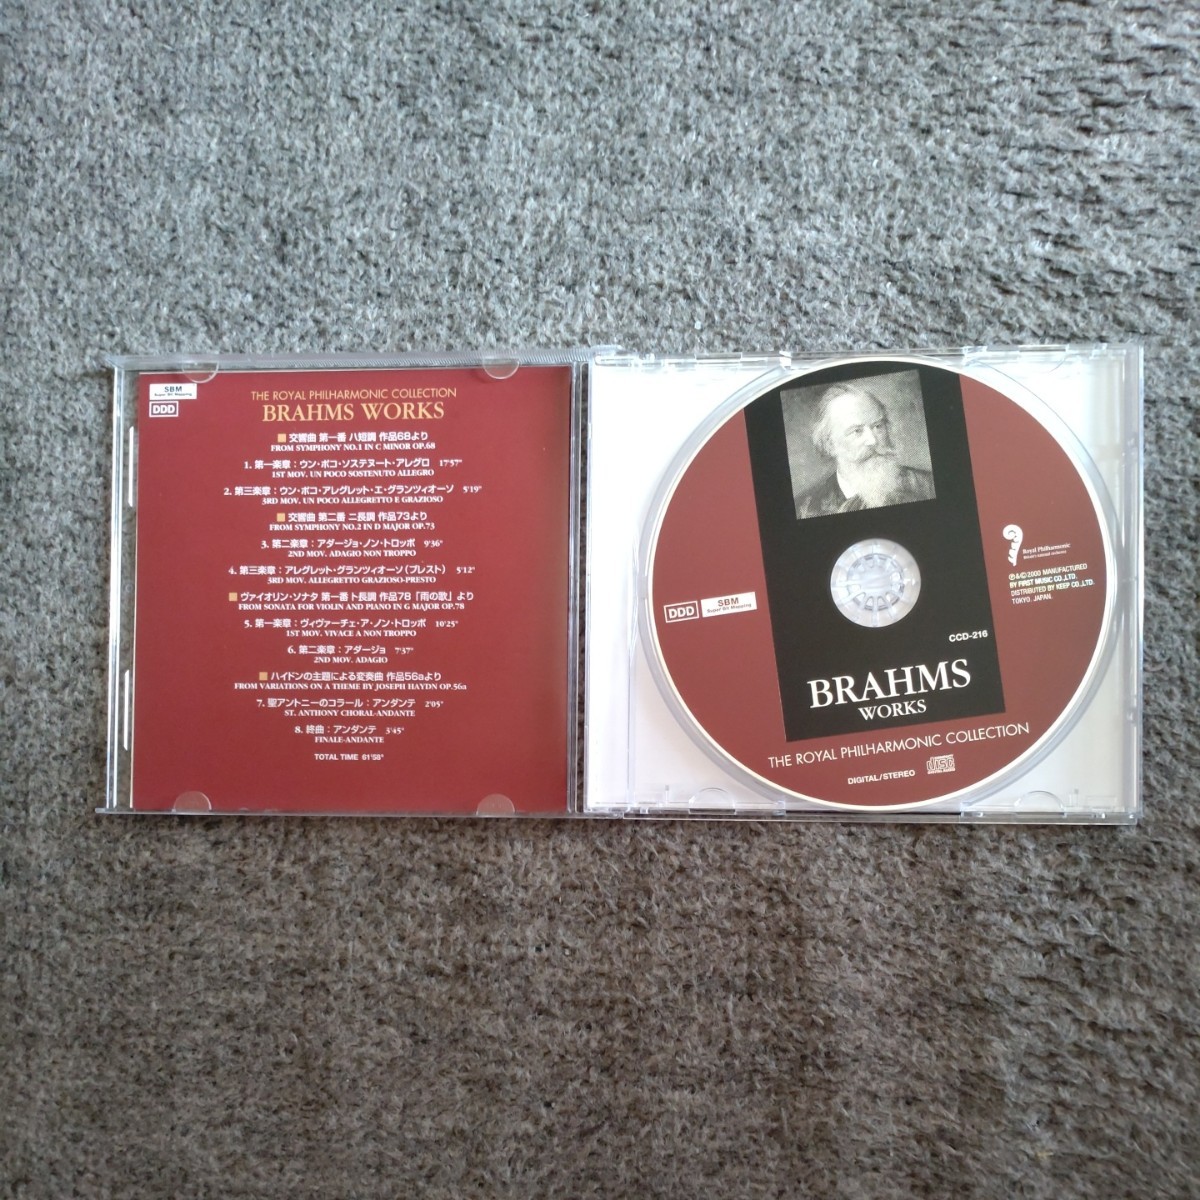 SBM
Super Bit Mapping
DDD
THE ROYAL PHILHARMONIC COLLECTION
BRAHMS WORKS
交響曲 第一番 ハ短調 作品68より
FROM SYMPHONY NO.1 IN C MINOR OP.68
1. 第一楽章：ウン・ポコ・ソステヌート・アレグロ 17'57"
1ST MOV. UN POCO SOSTENUTO ALLEGRO
2. 第三楽章：ウン・ポコ・アレグレット・エ・グランツィオーソ 5'19"
3RD MOV. UN POCO ALLEGRETTO E GRAZIOSO
交響曲 第二番 ニ長調 作品73より
FROM SYMPHONY NO.2 IN D MAJOR OP.73
3. 第二楽章：アダージョ・ノン・トロッポ 9'36"
2ND MOV. ADAGIO NON TROPPO
4. 第三楽章：アレグレット・グランツィオーソ（プレスト） 5'12"
3RD MOV. ALLEGRETTO GRAZIOSO-PRESTO
ヴァイオリン・ソナタ 第一番 ト長調 作品78「雨の歌」より
FROM SONATA FOR VIOLIN AND PIANO IN G MAJOR OP.78
5. 第一楽章：ヴィヴァーチェ・ア・ノン・トロッポ 10'25"
1ST MOV. VIVACE A NON TROPPO
6. 第二楽章：アダージョ 7'37"
2ND MOV. ADAGIO
ハイドンの主題による変奏曲 作品56aより
FROM VARIATIONS ON A THEME BY JOSEPH HAYDN OP.56a
7. 聖アントニーのコラール：アンダンテ 2'05"
ST. ANTHONY CHORAL-ANDANTE
8. 終曲：アンダンテ 3'45"
FINALE-ANDANTE
TOTAL TIME 61'58"
Royal Philharmonic
Britain's national orchestra
℗&©2000 MANUFACTURED
BY FIRST MUSIC CO.,LTD.
DISTRIBUTED BY KEEP CO.,LTD.
TOKYO. JAPAN.
DDD
SBM
Super Bit Mapping
CCD-216
BRAHMS
WORKS
THE ROYAL PHILHARMONIC COLLECTION
DIGITAL/STEREO
disc
DIGITAL AUDIO